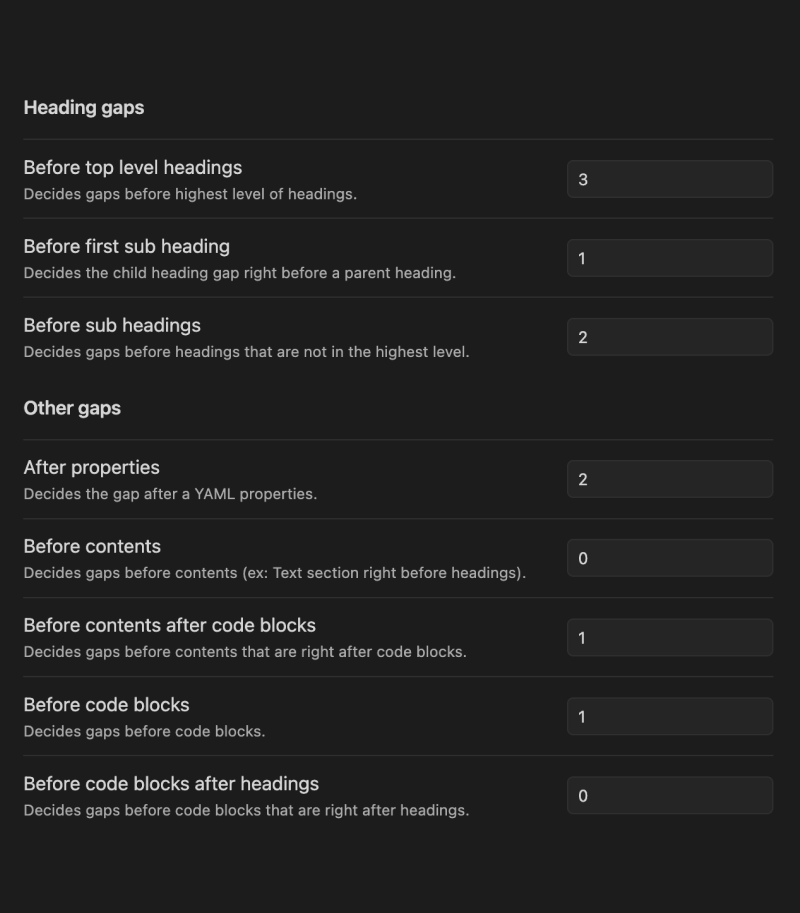 Heading gaps
Before top level headings
Decides gaps before highest level of headings.
3
Before first sub heading
Decides the child heading gap right before a parent heading.
1
Before sub headings
Decides gaps before headings that are not in the highest level.
2
Other gaps
After properties
Decides the gap after a YAML properties.
2
Before contents
Decides gaps before contents (ex: Text section right before headings).
0
Before contents after code blocks
Decides gaps before contents that are right after code blocks.
1
Before code blocks
Decides gaps before code blocks.
1
Before code blocks after headings
Decides gaps before code blocks that are right after headings.
0